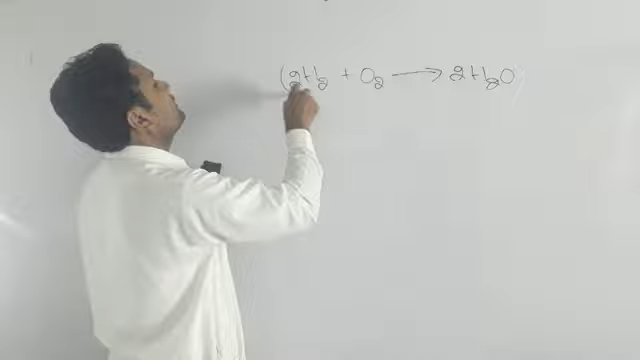 (2H₂ + O₂ ⟶ 2H₂O